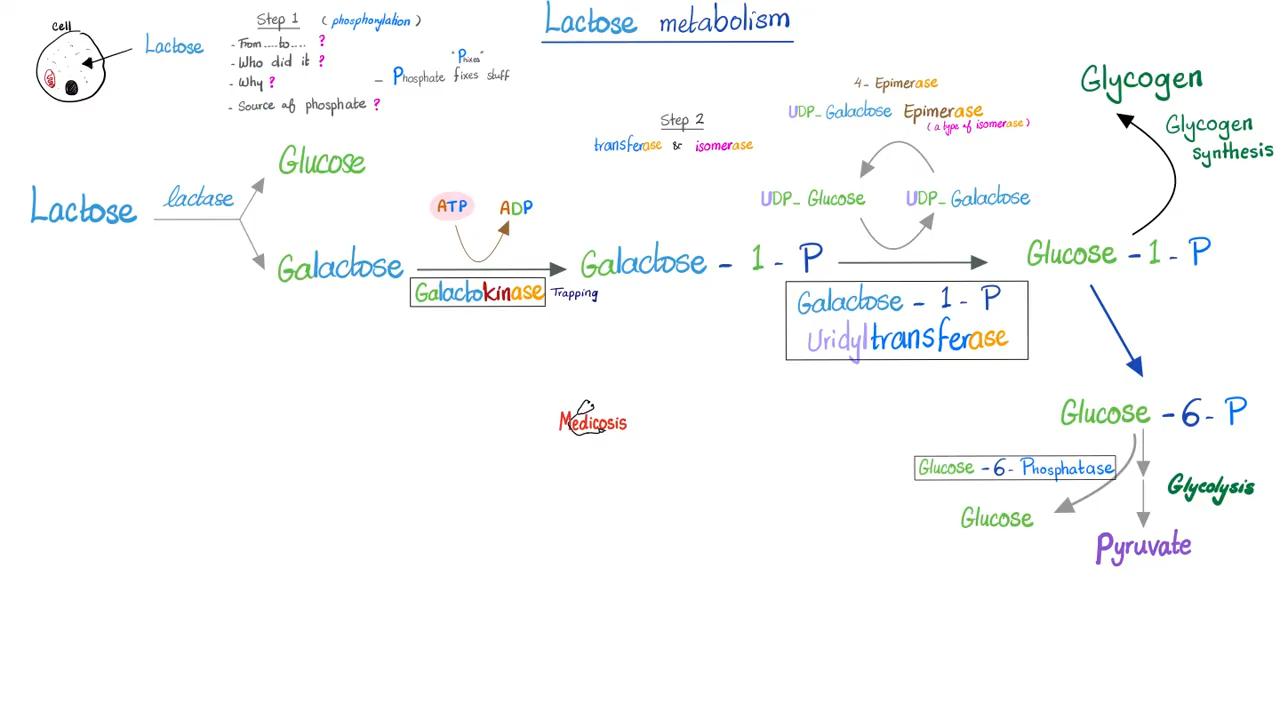 Lactose metabolism
cell
Lactose
Step 1 (phosphorylation)
- From....to.... ?
- Who did it ?
- Why ?
- Source of phosphate ?
"Phixes"
- Phosphate fixes stuff
Step 2
transferase & isomerase
4- Epimerase
UDP- Galactose Epimerase
(a type of isomerase)
UDP- Glucose
UDP- Galactose
Glycogen
Glycogen
synthesis
Lactose
lactase
Glucose
Galactose
ATP
ADP
Galactokinase
Trapping
Galactose - 1 - P
Galactose - 1 - P
Uridyltransferase
Glucose - 1 - P
Glucose - 6 - P
Glucose - 6 - Phosphatase
Glucose
Glycolysis
Pyruvate
Medicosis